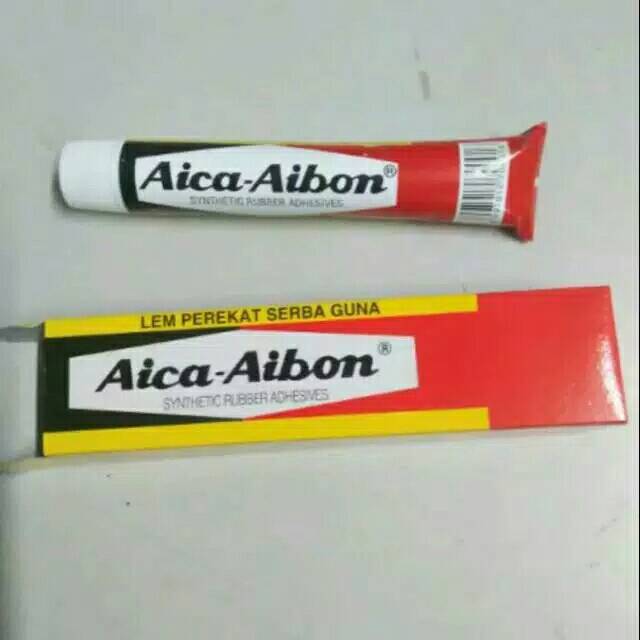 Aica-Aibon®
SYNTHETIC RUBBER ADHESIVES
LEM PEREKAT SERBA GUNA
Aica-Aibon®
SYNTHETIC RUBBER ADHESIVES